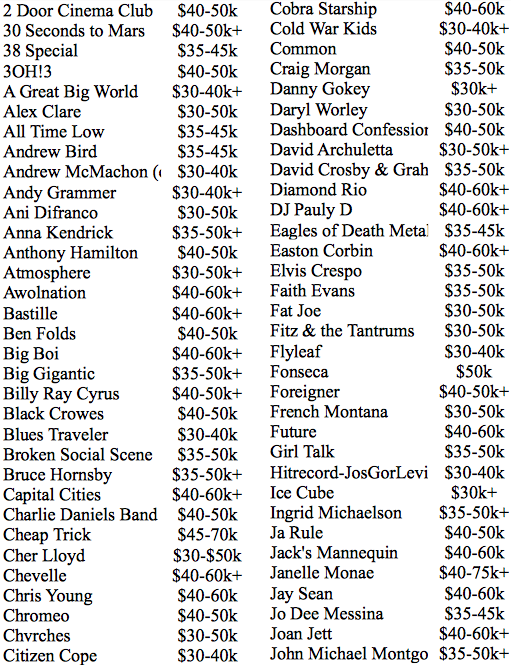 2 Door Cinema Club $40-50k
30 Seconds to Mars $40-50k+
38 Special $35-45k
3OH!3 $40-50k
A Great Big World $30-40k+
Alex Clare $30-50k
All Time Low $35-45k
Andrew Bird $35-45k
Andrew McMachon (c $30-40k
Andy Grammer $30-40k+
Ani Difranco $30-50k
Anna Kendrick $35-50k+
Anthony Hamilton $40-50k
Atmosphere $30-50k+
Awolnation $40-60k+
Bastille $40-60k+
Ben Folds $40-50k
Big Boi $40-60k+
Big Gigantic $35-50k+
Billy Ray Cyrus $40-50k+
Black Crowes $40-50k
Blues Traveler $30-40k
Broken Social Scene $35-50k
Bruce Hornsby $35-50k+
Capital Cities $40-60k+
Charlie Daniels Band $40-50k
Cheap Trick $45-70k
Cher Lloyd $30-$50k
Chevelle $40-60k+
Chris Young $40-60k
Chromeo $40-50k
Chvrches $30-50k
Citizen Cope $30-40k
Cobra Starship $40-60k
Cold War Kids $30-40k+
Common $40-50k
Craig Morgan $35-50k
Danny Gokey $30k+
Daryl Worley $30-50k
Dashboard Confession $40-50k
David Archuletta $30-50k+
David Crosby & Grah $35-50k
Diamond Rio $40-60k+
DJ Pauly D $40-60k+
Eagles of Death Metal $35-45k
Easton Corbin $40-60k+
Elvis Crespo $35-50k
Faith Evans $35-50k
Fat Joe $30-50k
Fitz & the Tantrums $30-50k
Flyleaf $30-40k
Fonseca $50k
Foreigner $40-50k+
French Montana $30-50k
Future $40-60k
Girl Talk $35-50k
Hitrecord-JosGorLevi $30-40k
Ice Cube $30k+
Ingrid Michaelson $35-50k+
Ja Rule $40-50k
Jack's Mannequin $40-60k
Janelle Monae $40-75k+
Jay Sean $40-60k
Jo Dee Messina $35-45k
Joan Jett $40-60k+
John Michael Montgo $35-50k+